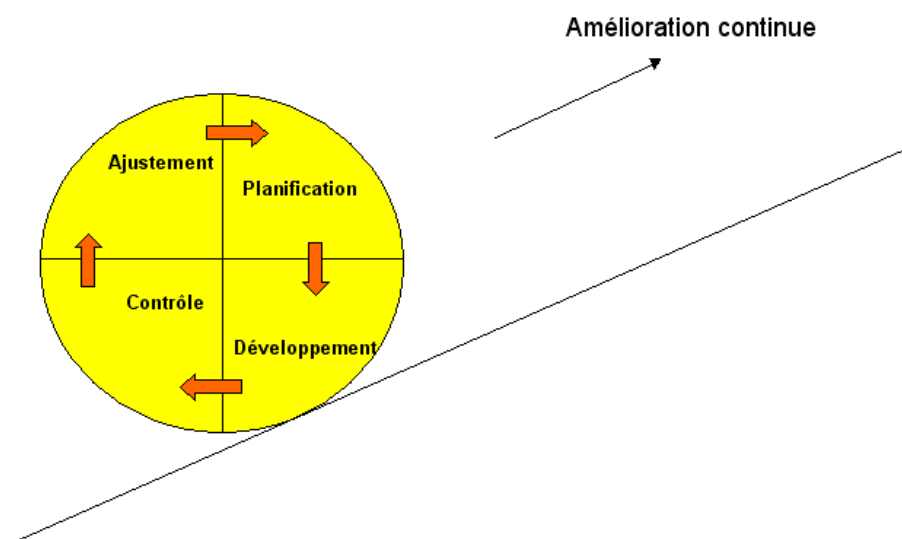 Amélioration continue
Ajustement
Planification
Contrôle
Développement